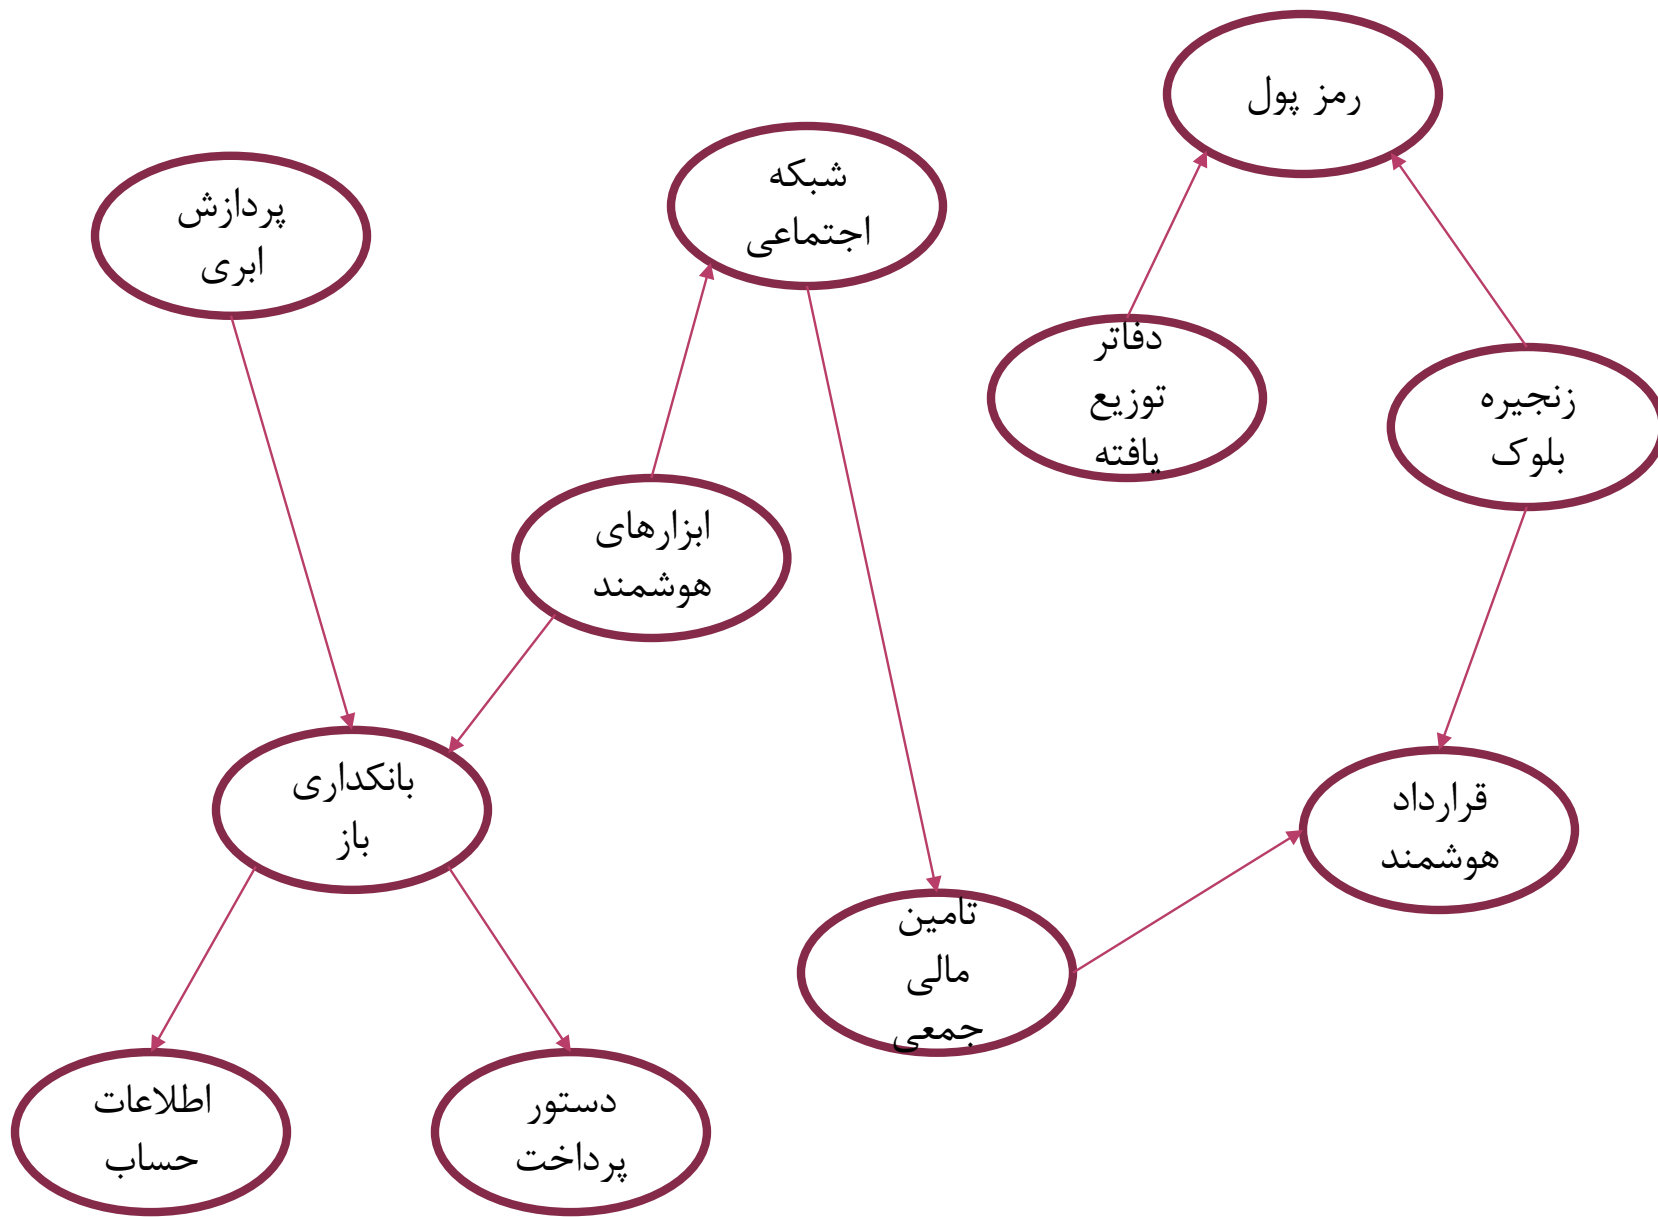 رمز پول
شبکه
اجتماعی
پردازش
ابری
دفاتر
توزیع
یافته
زنجیره
بلوک
ابزارهای
هوشمند
بانکداری
باز
قرارداد
هوشمند
تامین
مالی
جمعی
دستور
پرداخت
اطلاعات
حساب